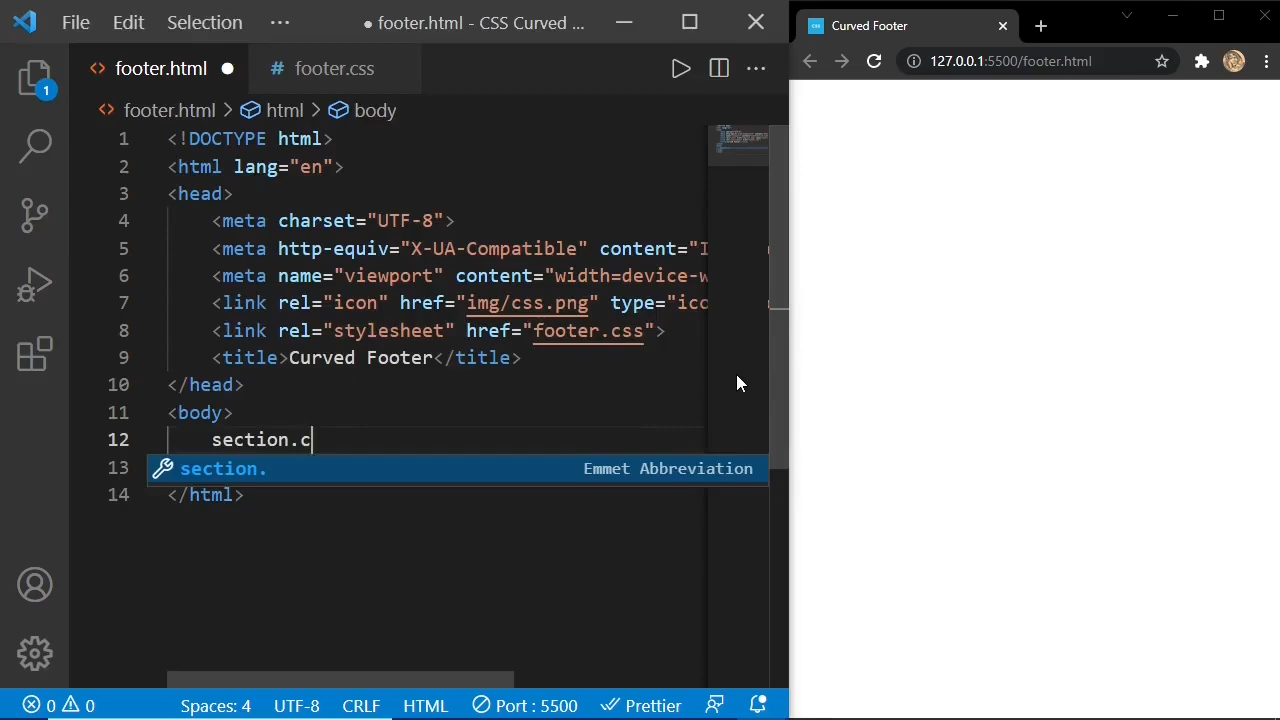 File Edit Selection ··· ● footer.html - CSS Curved ...
Curved Footer
footer.html ● # footer.css
127.0.0.1:5500/footer.html
1
footer.html > html > body
1 <!DOCTYPE html>
2 <html lang="en">
3 <head>
4 <meta charset="UTF-8">
5 <meta http-equiv="X-UA-Compatible" content="I
6 <meta name="viewport" content="width=device-w
7 <link rel="icon" href="img/css.png" type="ico
8 <link rel="stylesheet" href="footer.css">
9 <title>Curved Footer</title>
10 </head>
11 <body>
12 section.c
13 section. Emmet Abbreviation
14 </html>
0 0 Spaces: 4 UTF-8 CRLF HTML Port : 5500 Prettier